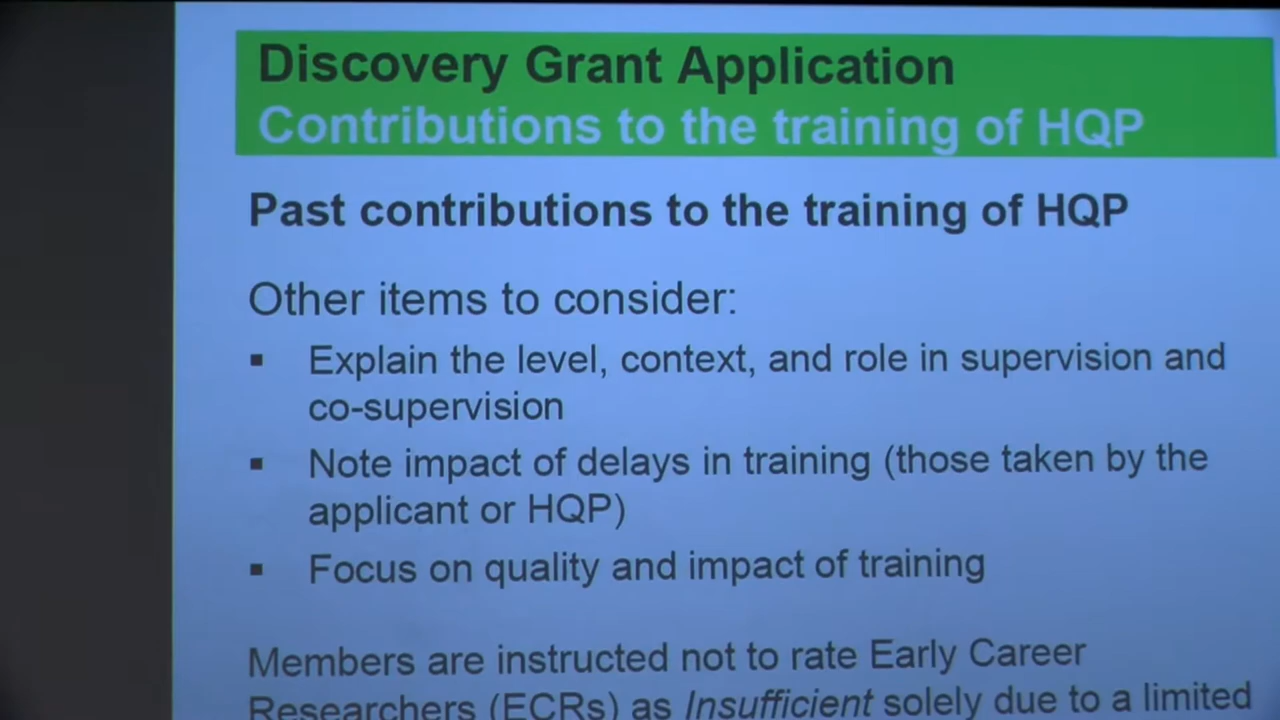 Discovery Grant Application
Contributions to the training of HQP
Past contributions to the training of HQP
Other items to consider:
▪ Explain the level, context, and role in supervision and
co-supervision
▪ Note impact of delays in training (those taken by the
applicant or HQP)
▪ Focus on quality and impact of training
Members are instructed not to rate Early Career
Researchers (ECRs) as Insufficient solely due to a limited